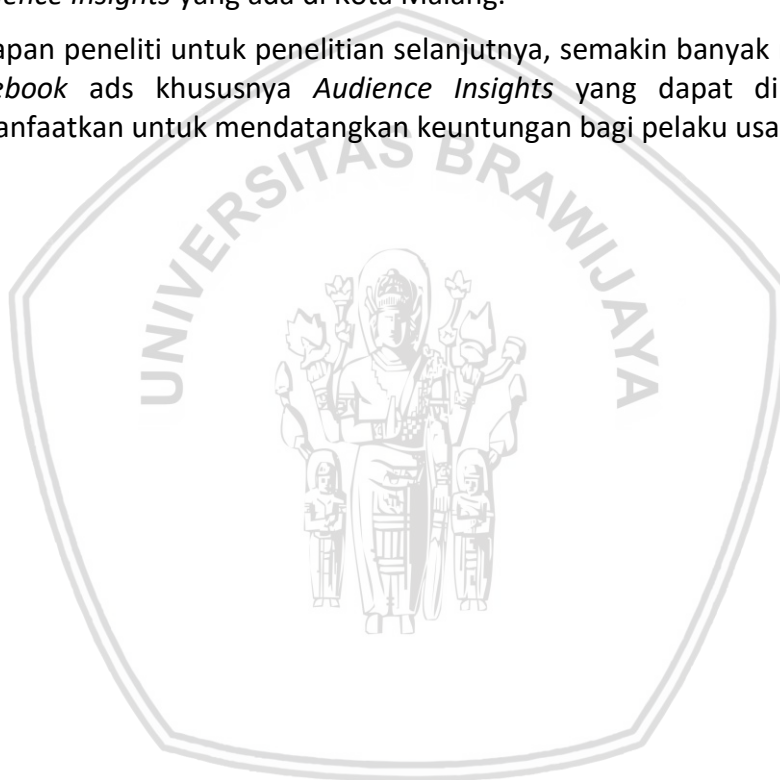 ence Insights yang ada di Kota Malang.
apan peneliti untuk penelitian selanjutnya, semakin banyak
ebook ads khususnya Audience Insights yang dapat di
anfaatkan untuk mendatangkan keuntungan bagi pelaku usa
UNIVERSITAS BRAWIJAYA